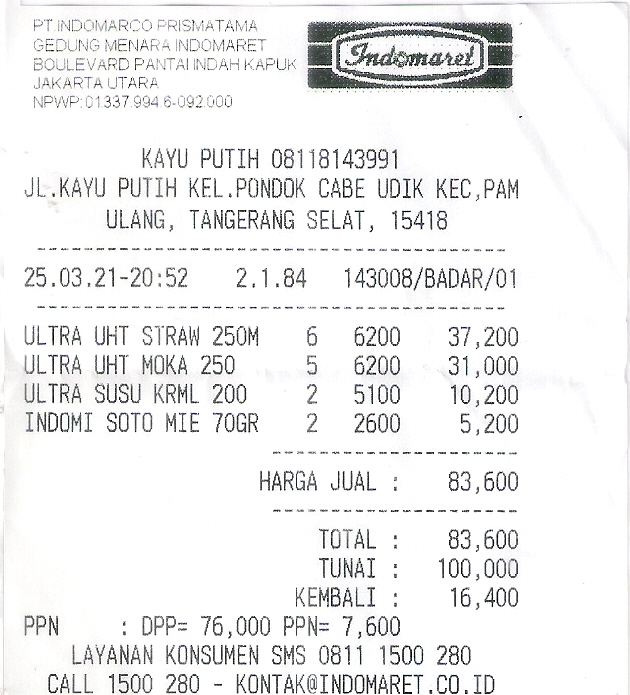 PT.INDOMARCO PRISMATAMA
GEDUNG MENARA INDOMARET
BOULEVARD PANTAI INDAH KAPUK
JAKARTA UTARA
NPWP: 01.337.994.6-092.000
Indomaret
KAYU PUTIH 08118143991
JL.KAYU PUTIH KEL.PONDOK CABE UDIK KEC,PAM
ULANG, TANGERANG SELAT, 15418
25.03.21-20:52 2.1.84 143008/BADAR/01
ULTRA UHT STRAW 250M 6 6200 37,200
ULTRA UHT MOKA 250 5 6200 31,000
ULTRA SUSU KRML 200 2 5100 10,200
INDOMI SOTO MIE 70GR 2 2600 5,200
HARGA JUAL : 83,600
TOTAL : 83,600
TUNAI : 100,000
KEMBALI : 16,400
PPN : DPP= 76,000 PPN= 7,600
LAYANAN KONSUMEN SMS 0811 1500 280
CALL 1500 280 - KONTAK@INDOMARET.CO.ID